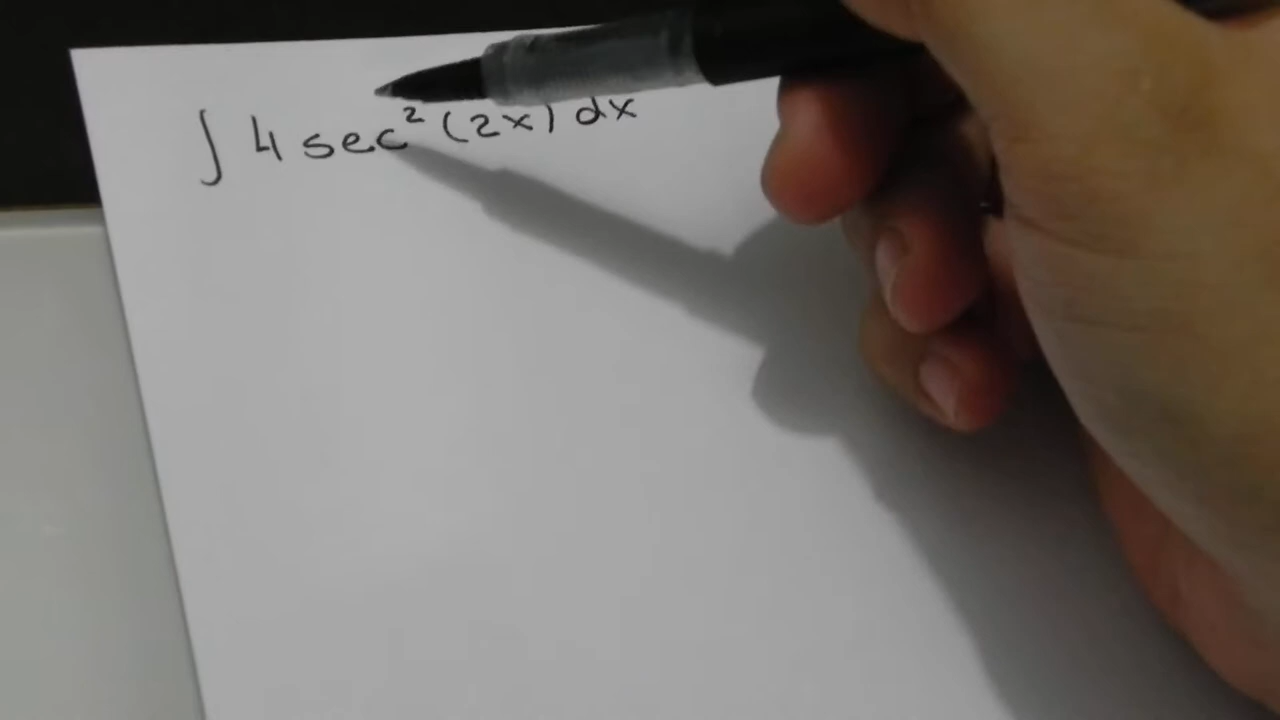 ∫ 4 sec² (2x) dx